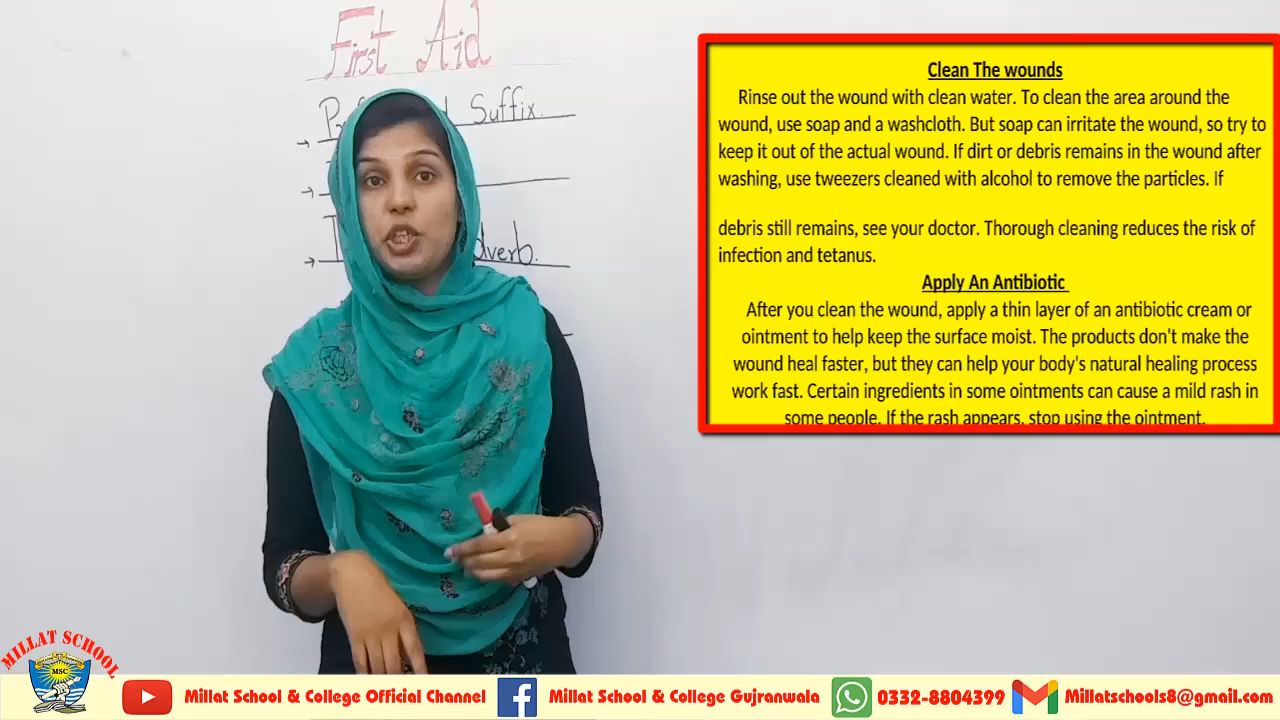 First Aid
Suffix.
dverb.
Clean The wounds
Rinse out the wound with clean water. To clean the area around the
wound, use soap and a washcloth. But soap can irritate the wound, so try to
keep it out of the actual wound. If dirt or debris remains in the wound after
washing, use tweezers cleaned with alcohol to remove the particles. If
debris still remains, see your doctor. Thorough cleaning reduces the risk of
infection and tetanus.
Apply An Antibiotic
After you clean the wound, apply a thin layer of an antibiotic cream or
ointment to help keep the surface moist. The products don't make the
wound heal faster, but they can help your body's natural healing process
work fast. Certain ingredients in some ointments can cause a mild rash in
some people. If the rash appears, stop using the ointment.
MILLAT SCHOOL
MSC
Millat School & College Official Channel
Millat School & College Gujranwala
0332-8804399
Millatschools8@gmail.com